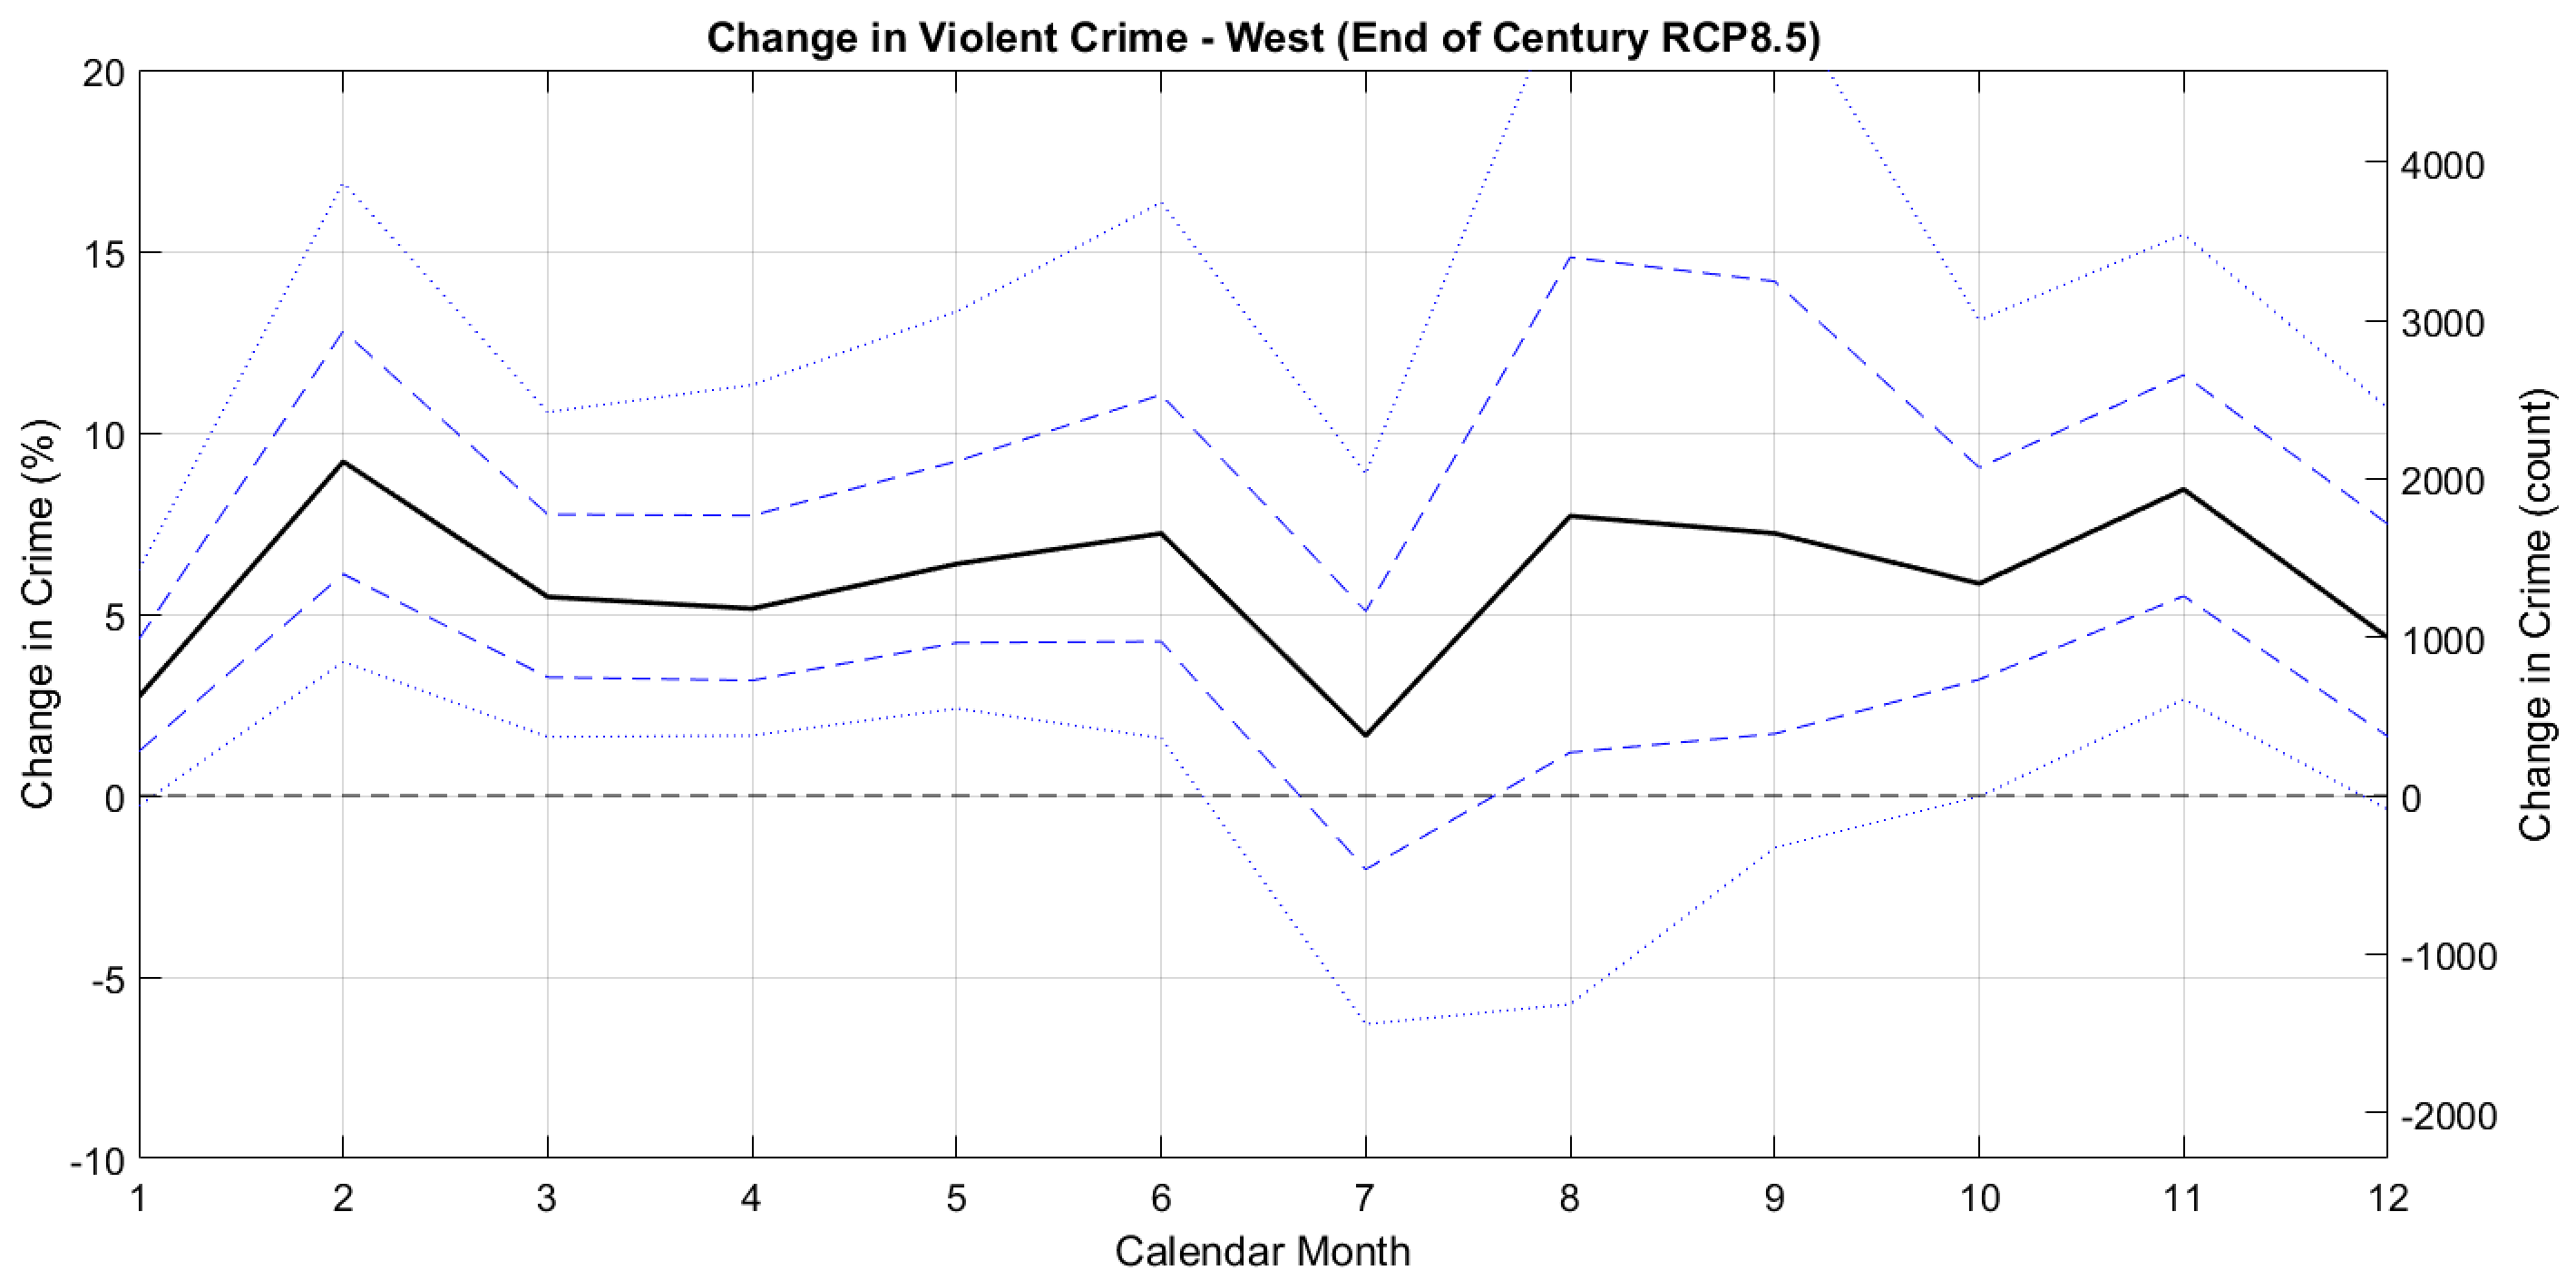 Change in Violent Crime - West (End of Century RCP8.5)
20
15
10
5
0
-5
-10
Change in Crime (%)
4000
3000
2000
1000
0
-1000
-2000
Change in Crime (count)
1 2 3 4 5 6 7 8 9 10 11 12
Calendar Month